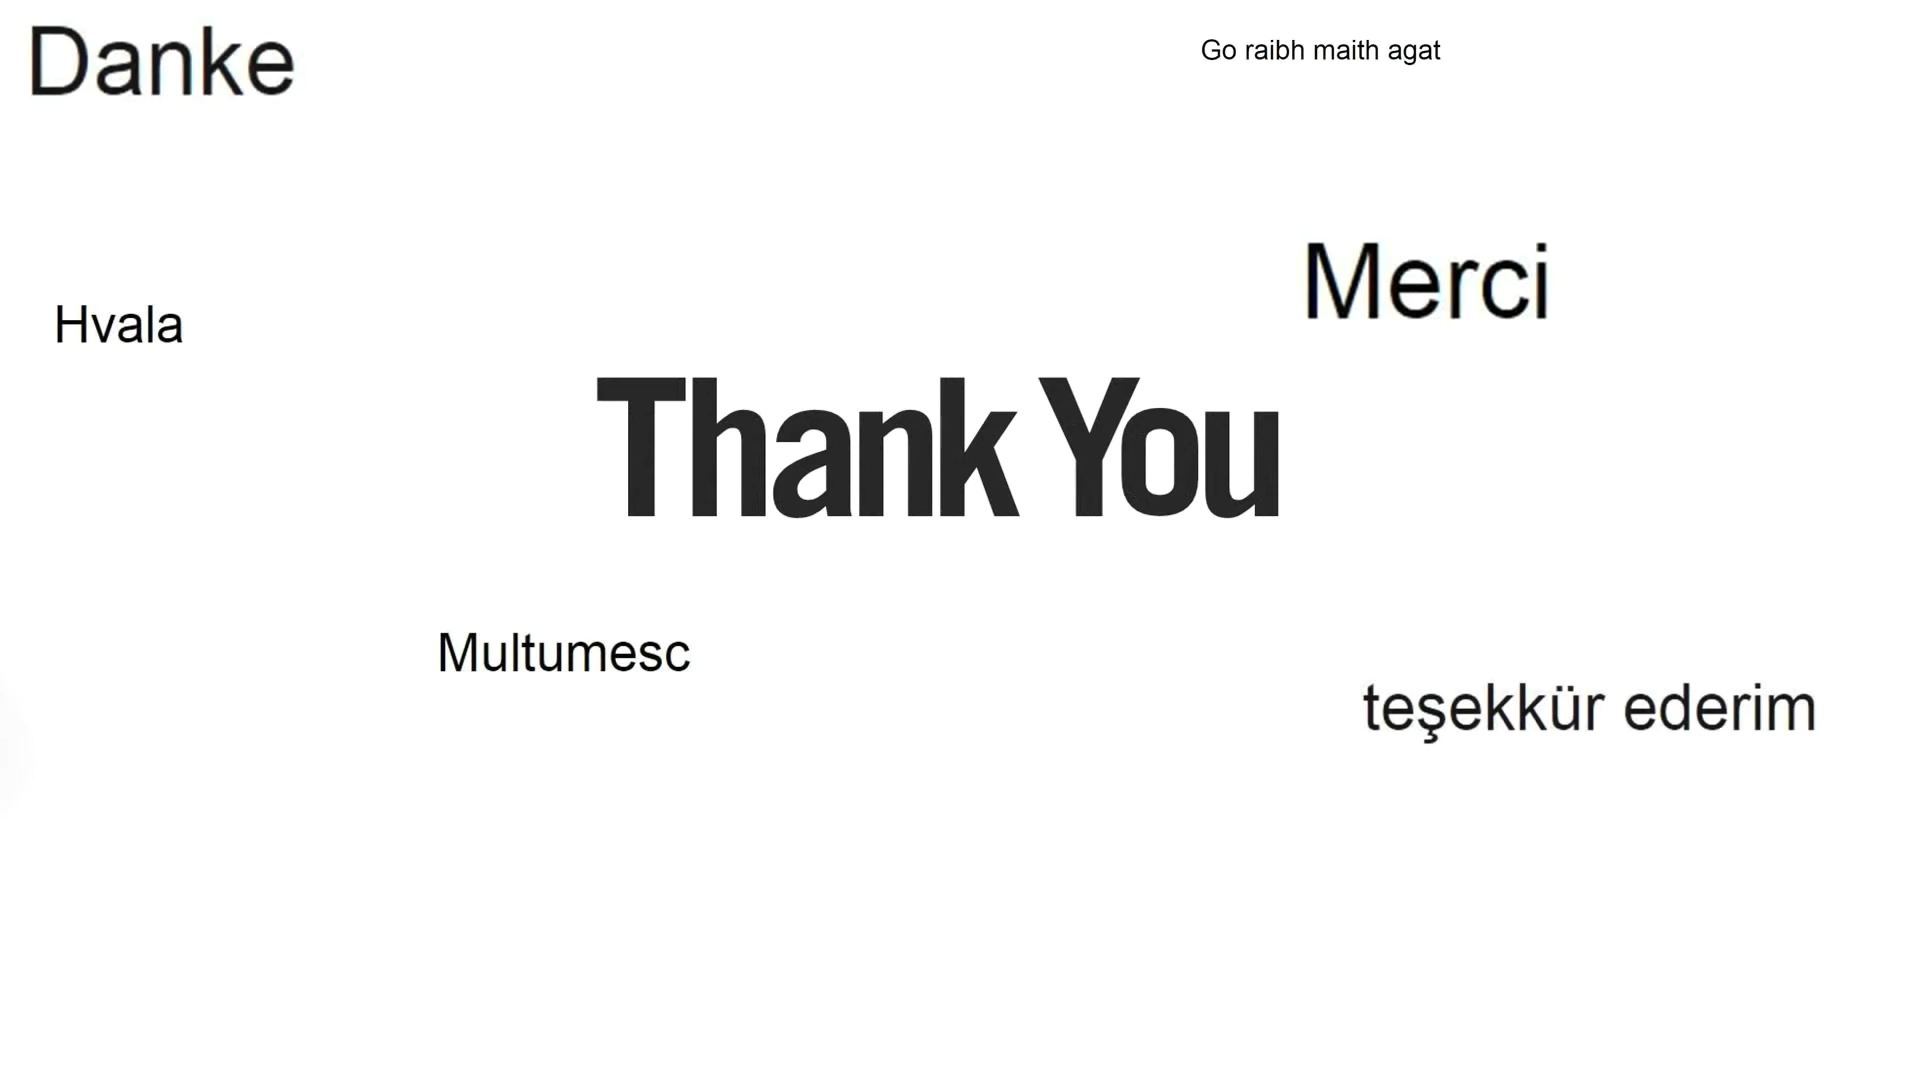 Danke
Go raibh maith agat
Merci
Hvala
Thank You
Multumesc
teşekkür ederim